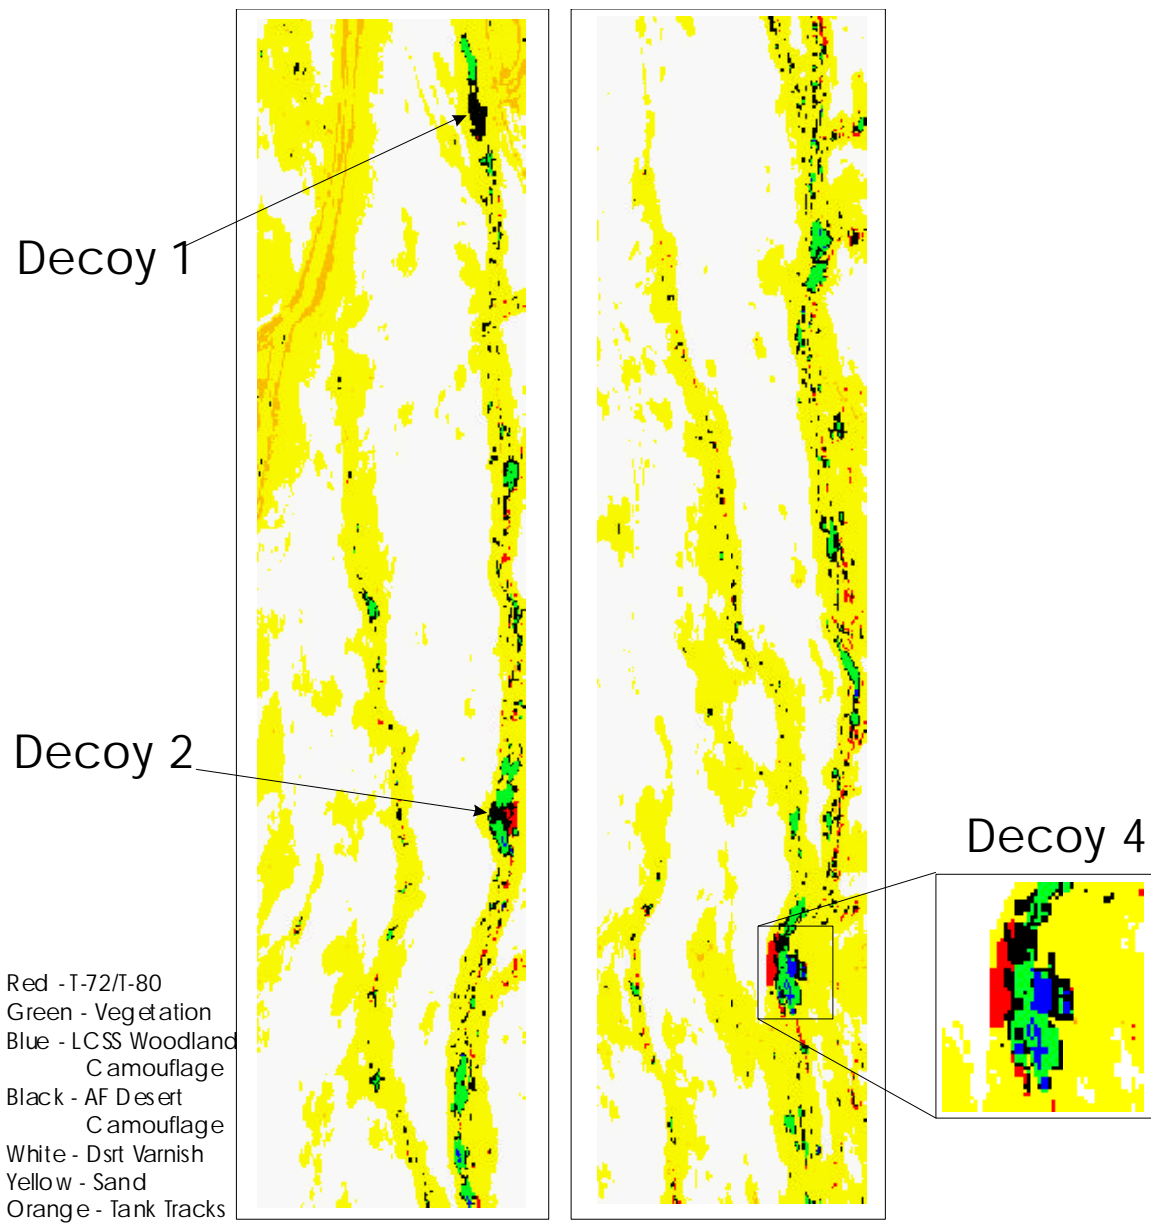 Decoy 1
Decoy 2
Decoy 4
Red - T-72/T-80
Green - Vegetation
Blue - LCSS Woodland
Camouflage
Black - AF Desert
Camouflage
White - Dsrt Varnish
Yellow - Sand
Orange - Tank Tracks